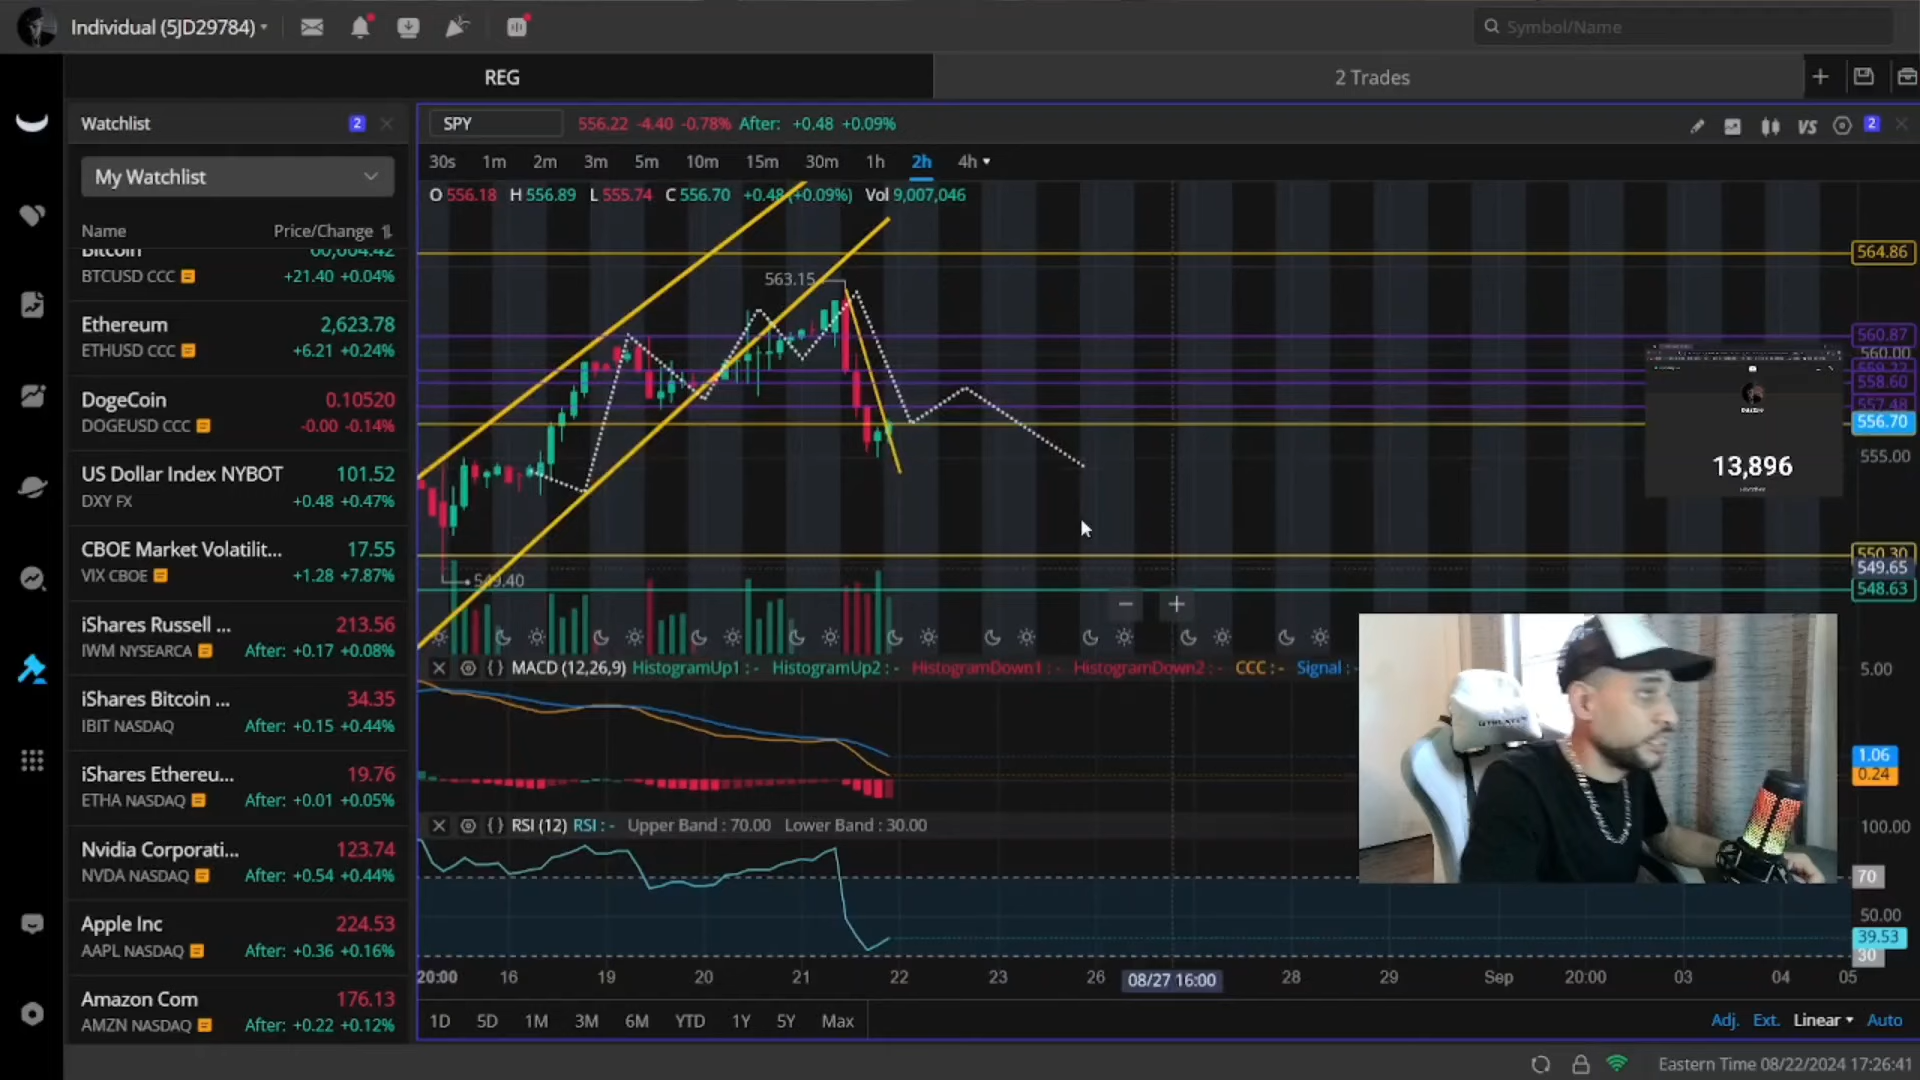 Individual (5JD29784)
Symbol/Name
REG
2 Trades
Watchlist 2
My Watchlist
Name Price/Change
Bitcoin 60,604.42
BTCUSD CCC +21.40 +0.04%
Ethereum 2,623.78
ETHUSD CCC +6.21 +0.24%
DogeCoin 0.10520
DOGEUSD CCC -0.00 -0.14%
US Dollar Index NYBOT 101.52
DXY FX +0.48 +0.47%
CBOE Market Volatilit... 17.55
VIX CBOE +1.28 +7.87%
iShares Russell ... 213.56
IWM NYSEARCA After: +0.17 +0.08%
iShares Bitcoin ... 34.35
IBIT NASDAQ After: +0.15 +0.44%
iShares Ethereu... 19.76
ETHA NASDAQ After: +0.01 +0.05%
Nvidia Corporati... 123.74
NVDA NASDAQ After: +0.54 +0.44%
Apple Inc 224.53
AAPL NASDAQ After: +0.36 +0.16%
Amazon Com 176.13
AMZN NASDAQ After: +0.22 +0.12%
SPY 556.22 -4.40 -0.78% After: +0.48 +0.09%
VS 2
30s 1m 2m 3m 5m 10m 15m 30m 1h 2h 4h
O 556.18 H 556.89 L 555.74 C 556.70 +0.48 (+0.09%) Vol 9,007,046
564.86
563.15
560.87
560.00
559.22
558.60
557.48
556.70
555.00
13,896
550.30
549.65
549.40
548.63
MACD (12,26,9) HistogramUp1 : - HistogramUp2 : - HistogramDown1 : - HistogramDown2 : - CCC : - Signal : -
5.00
1.06
0.24
RSI (12) RSI : - Upper Band : 70.00 Lower Band : 30.00
100.00
70
50.00
39.53
30
20:00 16 19 20 21 22 23 26 08/27 16:00 28 29 Sep 20:00 03 04 05
1D 5D 1M 3M 6M YTD 1Y 5Y Max
Adj. Ext. Linear Auto
Eastern Time 08/22/2024 17:26:41